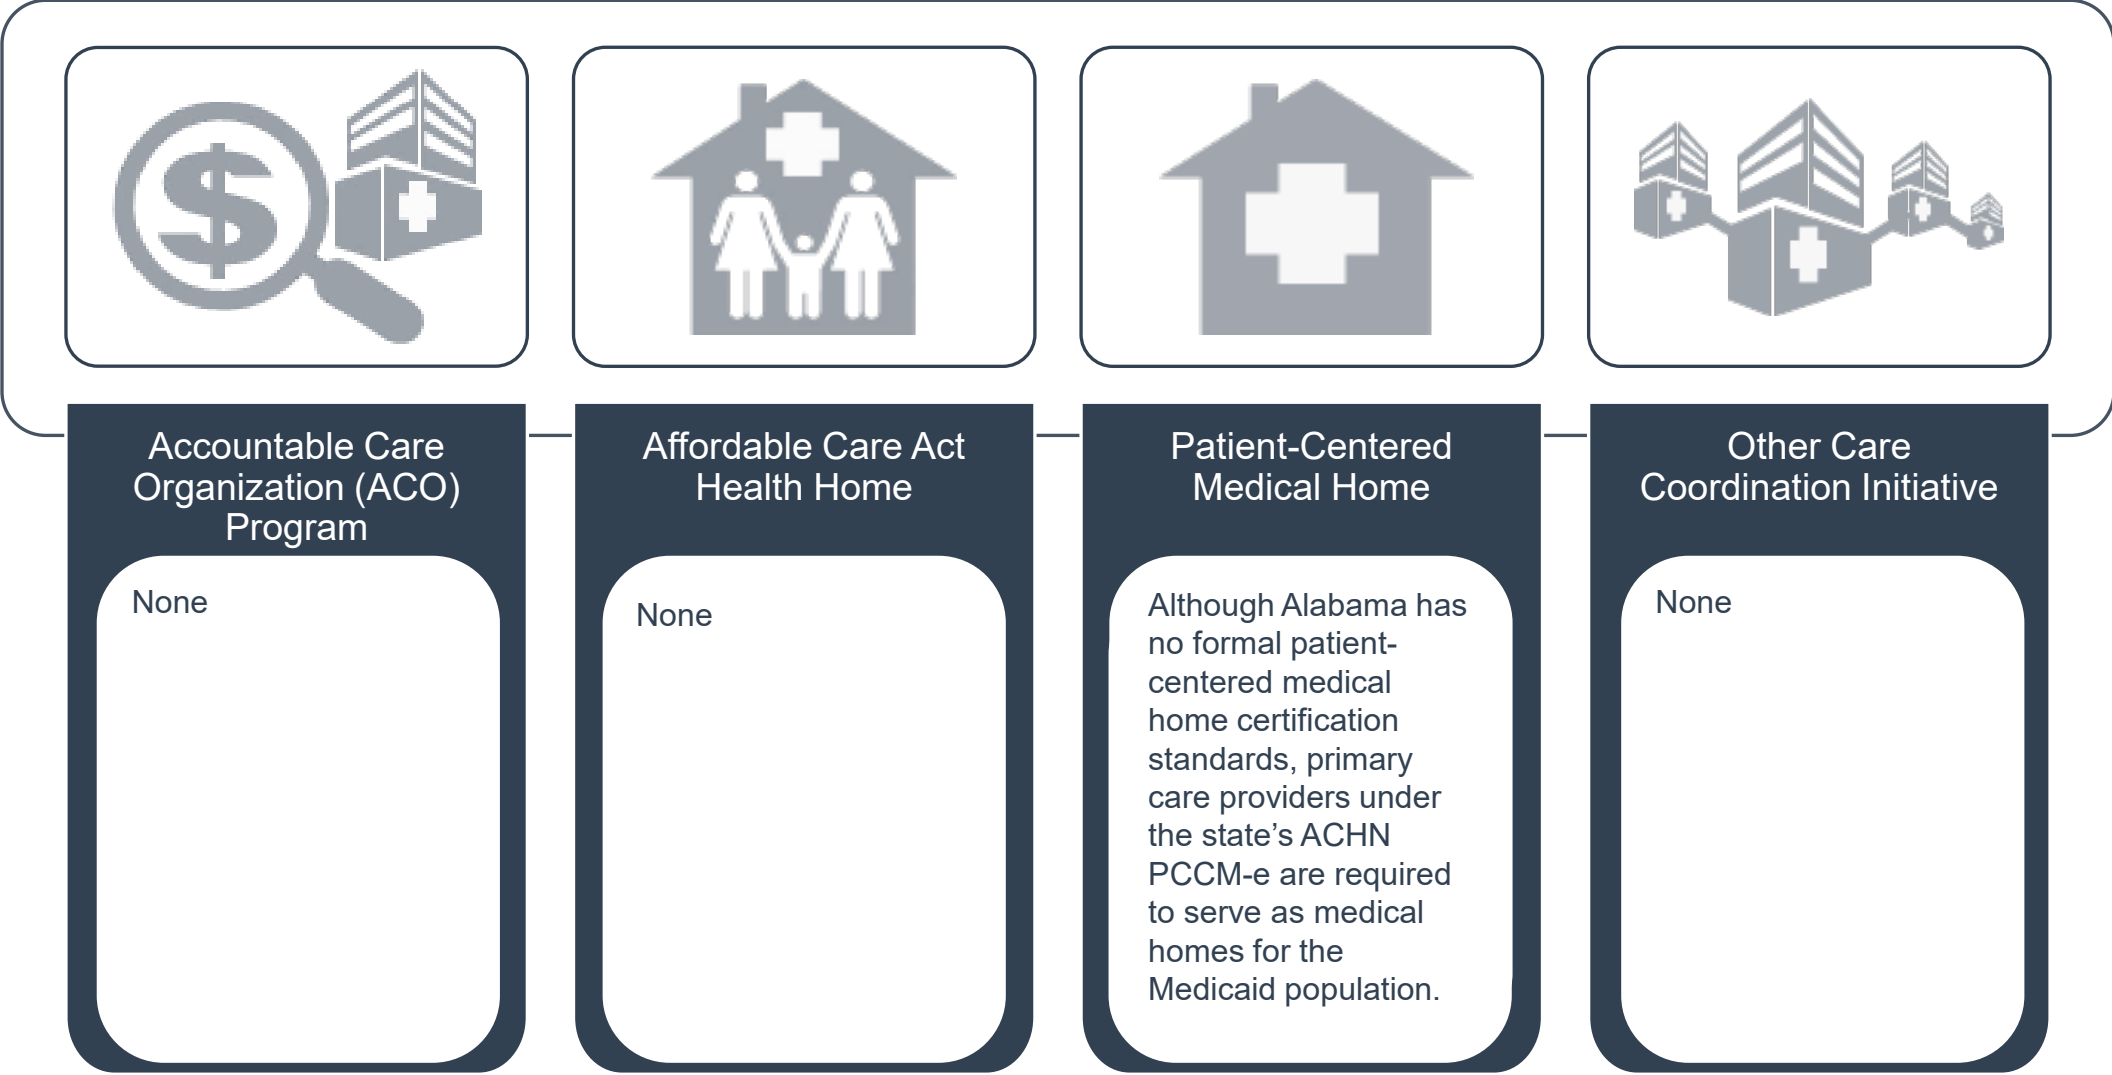 $
Accountable Care
Organization (ACO)
Program
None
Affordable Care Act
Health Home
None
Patient-Centered
Medical Home
Although Alabama has
no formal patient-
centered medical
home certification
standards, primary
care providers under
the state’s ACHN
PCCM-e are required
to serve as medical
homes for the
Medicaid population.
Other Care
Coordination Initiative
None